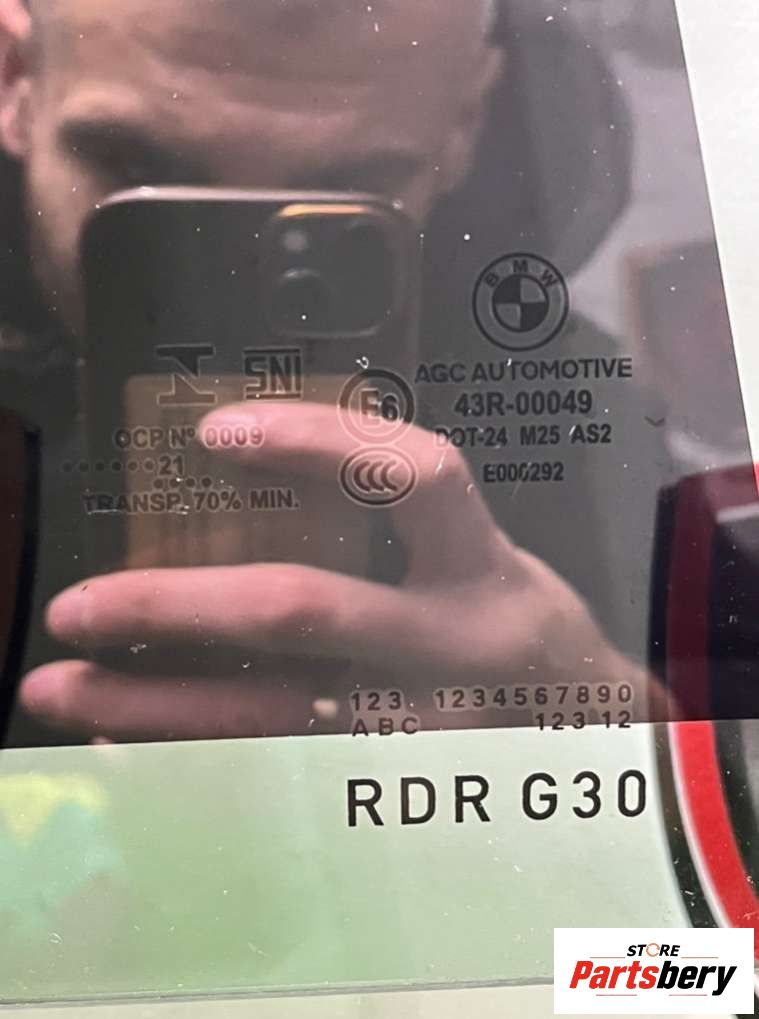 BMW
SNI
AGC AUTOMOTIVE
E6
43R-00049
OCP Nº 0009
DOT-24 M25 AS2
21
CCC
E000292
TRANSP. 70% MIN.
123 1234567890
ABC 123 12
RDR G30
STORE
Partsbery